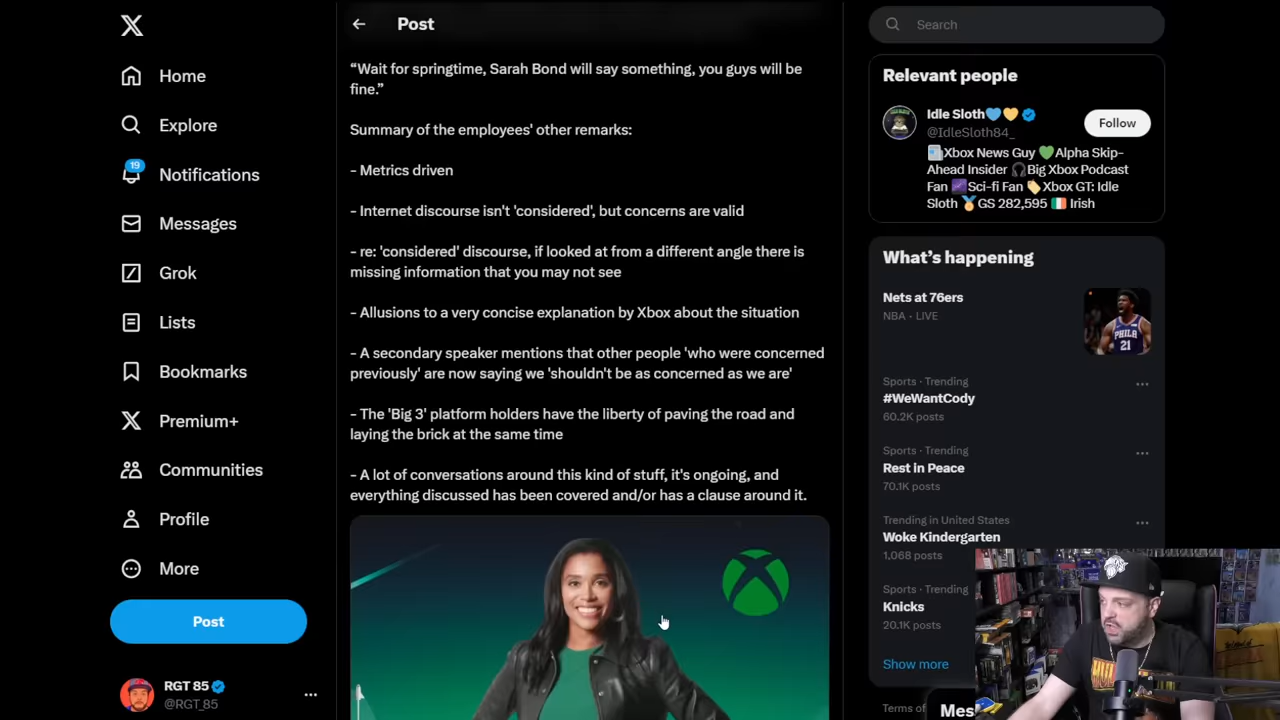 Home
Explore
19
Notifications
Messages
Grok
Lists
Bookmarks
Premium+
Communities
Profile
More
Post
RGT 85
@RGT_85
Post
“Wait for springtime, Sarah Bond will say something, you guys will be
fine.”
Summary of the employees' other remarks:
- Metrics driven
- Internet discourse isn't 'considered', but concerns are valid
- re: 'considered' discourse, if looked at from a different angle there is
missing information that you may not see
- Allusions to a very concise explanation by Xbox about the situation
- A secondary speaker mentions that other people 'who were concerned
previously' are now saying we 'shouldn't be as concerned as we are'
- The 'Big 3' platform holders have the liberty of paving the road and
laying the brick at the same time
- A lot of conversations around this kind of stuff, it's ongoing, and
everything discussed has been covered and/or has a clause around it.
Search
Relevant people
Idle Sloth
@IdleSloth84_
Follow
Xbox News Guy Alpha Skip-
Ahead Insider Big Xbox Podcast
Fan Sci-fi Fan Xbox GT: Idle
Sloth GS 282,595 Irish
What's happening
Nets at 76ers
NBA · LIVE
PHILA
21
Sports · Trending
#WeWantCody
60.2K posts
Sports · Trending
Rest in Peace
70.1K posts
Trending in United States
Woke Kindergarten
1,068 posts
Sports · Trending
Knicks
20.1K posts
Show more
Terms of
Mes